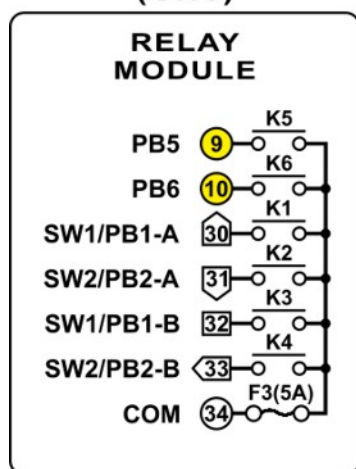 RELAY
MODULE
K5
PB5 9
K6
PB6 10
K1
SW1/PB1-A 30
K2
SW2/PB2-A 31
K3
SW1/PB1-B 32
K4
SW2/PB2-B 33
F3(5A)
COM 34